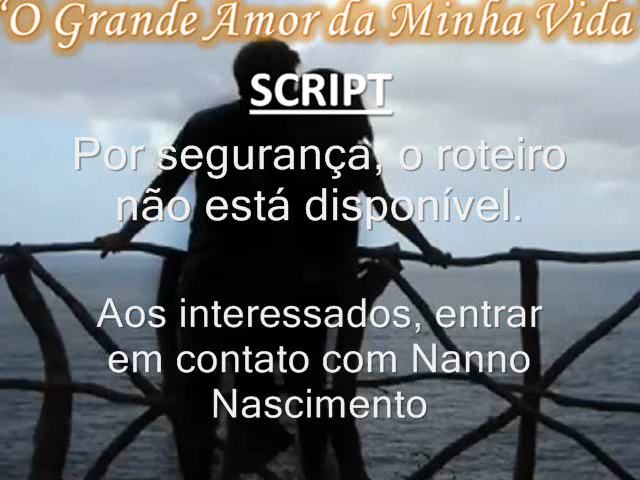 “O Grande Amor da Minha Vida
SCRIPT
Por segurança, o roteiro
não está disponível.
Aos interessados, entrar
em contato com Nanno
Nascimento